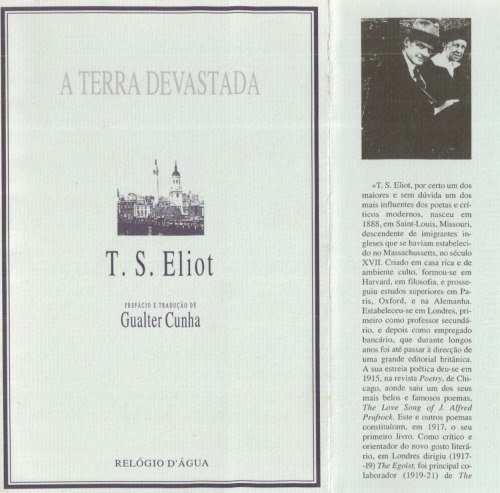 A TERRA DEVASTADA
T. S. Eliot
PREFÁCIO E TRADUÇÃO DE
Gualter Cunha
RELÓGIO D'ÁGUA
«T. S. Eliot, por certo um dos
maiores e sem dúvida um dos
mais influentes dos poetas e crí-
ticos modernos, nasceu em
1888, em Saint-Louis, Missouri,
descendente de imigrantes in-
gleses que se haviam estabeleci-
do no Massachussetts, no século
XVII. Criado em casa rica e de
ambiente culto, formou-se em
Harvard, em filosofia, e prosse-
guiu estudos superiores em Pa-
ris, Oxford, e na Alemanha.
Estabeleceu-se em Londres, pri-
meiro como professor secundá-
rio, e depois como empregado
bancário, que durante longos
anos foi até passar à direcção de
uma grande editorial britânica.
A sua estreia poética deu-se em
1915, na revista Poetry, de Chi-
cago, aonde saiu um dos seus
mais belos e famosos poemas,
The Love Song of J. Alfred
Prufrock. Este e outros poemas
constituíram, em 1917, o seu
primeiro livro. Como crítico e
orientador do novo gosto literá-
rio, em Londres dirigiu (1917-
-19) The Egoist, foi principal co-
laborador (1919-21) de The